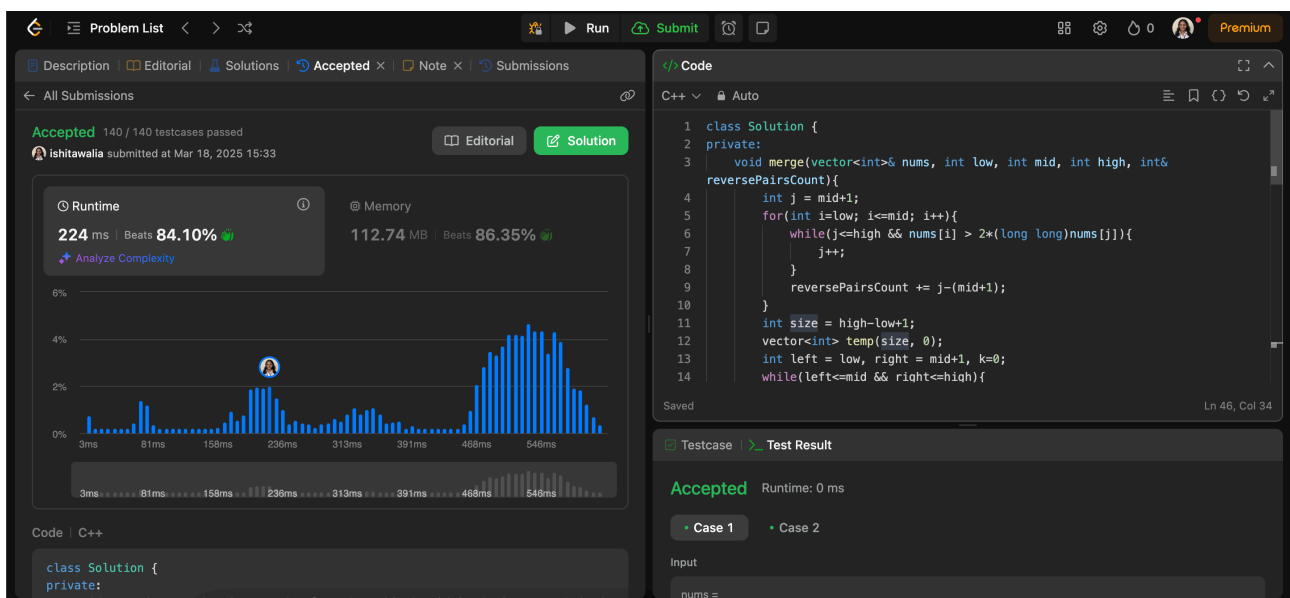 Problem List
Run
Submit
0
Premium
Description
Editorial
Solutions
Accepted
Note
Submissions
All Submissions
Accepted 140 / 140 testcases passed
ishitawalia submitted at Mar 18, 2025 15:33
Editorial
Solution
Runtime
224 ms Beats 84.10%
Analyze Complexity
Memory
112.74 MB Beats 86.35%
6%
4%
2%
0%
3ms 81ms 158ms 236ms 313ms 391ms 468ms 546ms
3ms 81ms 158ms 236ms 313ms 391ms 468ms 546ms
Code C++
class Solution {
private:
</> Code
C++ Auto
1 class Solution {
2 private:
3 void merge(vector<int>& nums, int low, int mid, int high, int&
reversePairsCount){
4 int j = mid+1;
5 for(int i=low; i<=mid; i++){
6 while(j<=high && nums[i] > 2*(long long)nums[j]){
7 j++;
8 }
9 reversePairsCount += j-(mid+1);
10 }
11 int size = high-low+1;
12 vector<int> temp(size, 0);
13 int left = low, right = mid+1, k=0;
14 while(left<=mid && right<=high){
Saved
Ln 46, Col 34
Testcase
>_ Test Result
Accepted Runtime: 0 ms
Case 1
Case 2
Input
nums =